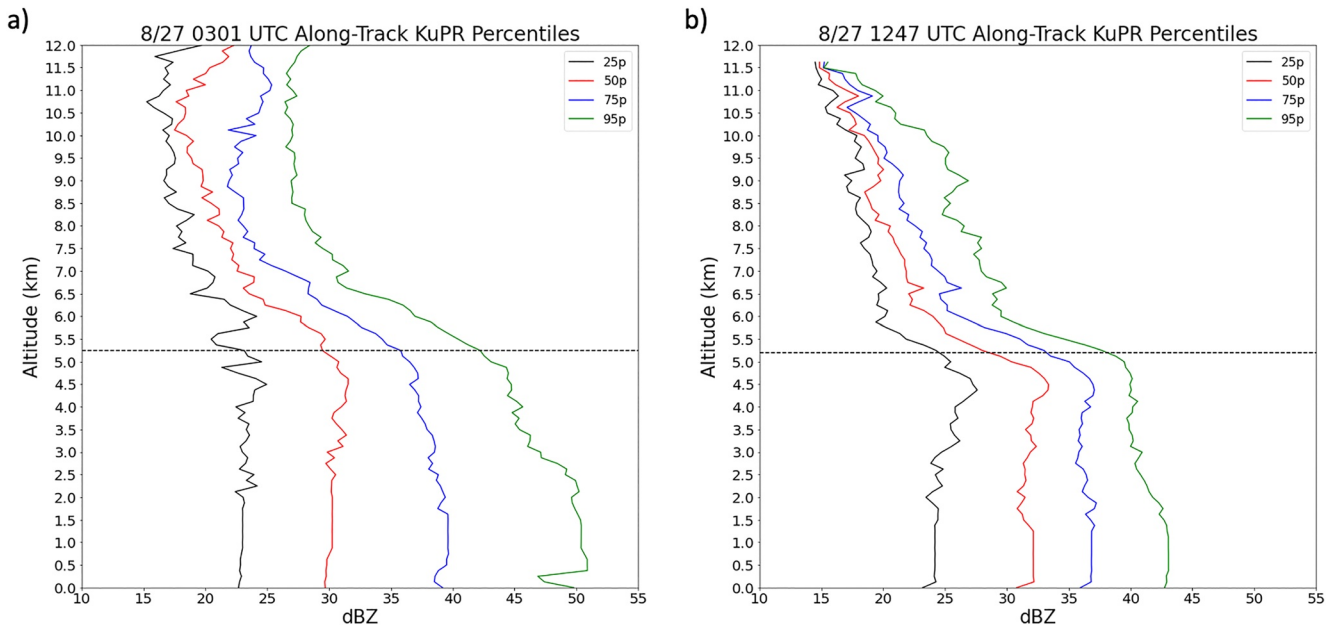 a)
8/27 0301 UTC Along-Track KuPR Percentiles
12.0
11.5
11.0
10.5
10.0
9.5
9.0
8.5
8.0
7.5
7.0
6.5
6.0
5.5
5.0
4.5
4.0
3.5
3.0
2.5
2.0
1.5
1.0
0.5
0.0
Altitude (km)
25p
50p
75p
95p
10 15 20 25 30 35 40 45 50 55
dBZ
b)
8/27 1247 UTC Along-Track KuPR Percentiles
12.0
11.5
11.0
10.5
10.0
9.5
9.0
8.5
8.0
7.5
7.0
6.5
6.0
5.5
5.0
4.5
4.0
3.5
3.0
2.5
2.0
1.5
1.0
0.5
0.0
Altitude (km)
25p
50p
75p
95p
10 15 20 25 30 35 40 45 50 55
dBZ